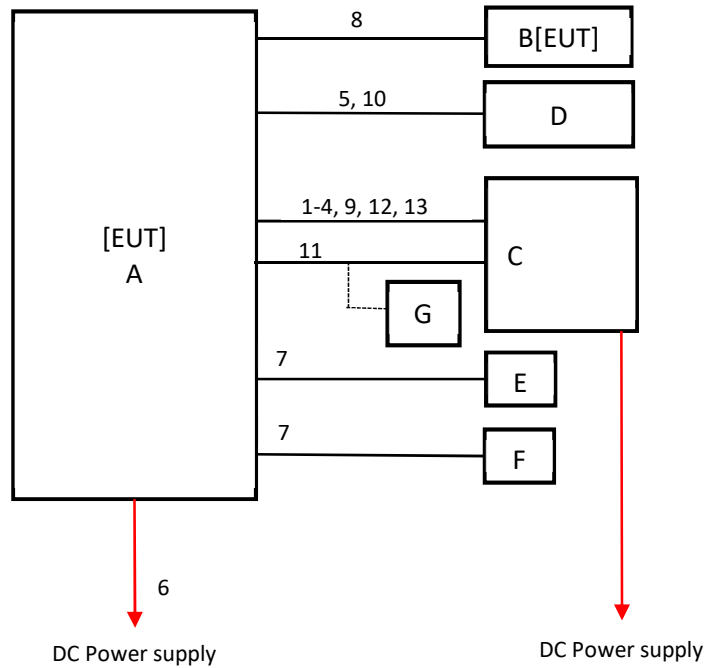 8
B[EUT]
5, 10
D
1-4, 9, 12, 13
[EUT]
A
11
C
G
7
E
7
F
6
DC Power supply
DC Power supply